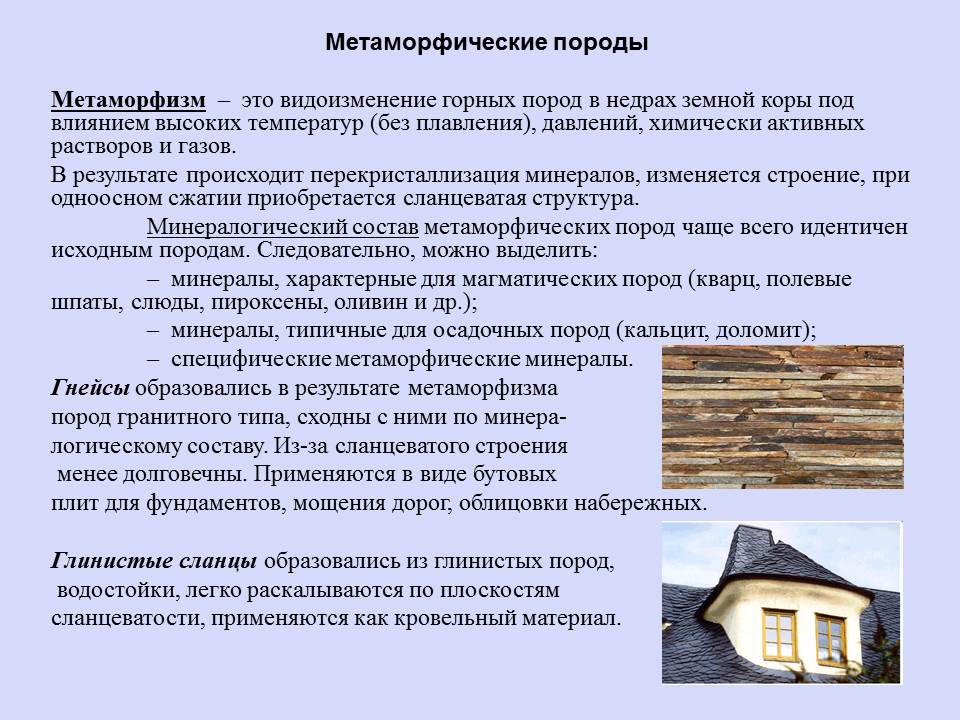 Метаморфические породы
Метаморфизм – это видоизменение горных пород в недрах земной коры под
влиянием высоких температур (без плавления), давлений, химически активных
растворов и газов.
В результате происходит перекристаллизация минералов, изменяется строение, при
одноосном сжатии приобретается сланцеватая структура.
Минералогический состав метаморфических пород чаще всего идентичен
исходным породам. Следовательно, можно выделить:
– минералы, характерные для магматических пород (кварц, полевые
шпаты, слюды, пироксены, оливин и др.);
– минералы, типичные для осадочных пород (кальцит, доломит);
– специфические метаморфические минералы.
Гнейсы образовались в результате метаморфизма
пород гранитного типа, сходны с ними по минера-
логическому составу. Из-за сланцеватого строения
менее долговечны. Применяются в виде бутовых
плит для фундаментов, мощения дорог, облицовки набережных.
Глинистые сланцы образовались из глинистых пород,
водостойки, легко раскалываются по плоскостям
сланцеватости, применяются как кровельный материал.